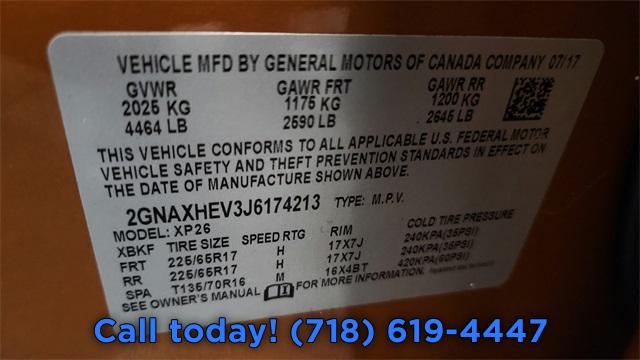 VEHICLE MFD BY GENERAL MOTORS OF CANADA COMPANY 07/17
GVWR GAWR FRT GAWR RR
2025 KG 1175 KG 1200 KG
4464 LB 2590 LB 2645 LB
THIS VEHICLE CONFORMS TO ALL APPLICABLE U.S. FEDERAL MOTOR
VEHICLE SAFETY AND THEFT PREVENTION STANDARDS IN EFFECT ON
THE DATE OF MANUFACTURE SHOWN ABOVE.
2GNAXHEV3J6174213 TYPE: M.P.V.
MODEL: XP26
XBKF TIRE SIZE SPEED RTG RIM COLD TIRE PRESSURE
FRT 225/65R17 H 17X7J 240KPA(35PSI)
RR 225/65R17 H 17X7J 240KPA(35PSI)
SPA T135/70R16 M 16X4BT 420KPA(60PSI)
SEE OWNER'S MANUAL FOR MORE INFORMATION.
Call today! (718) 619-4447